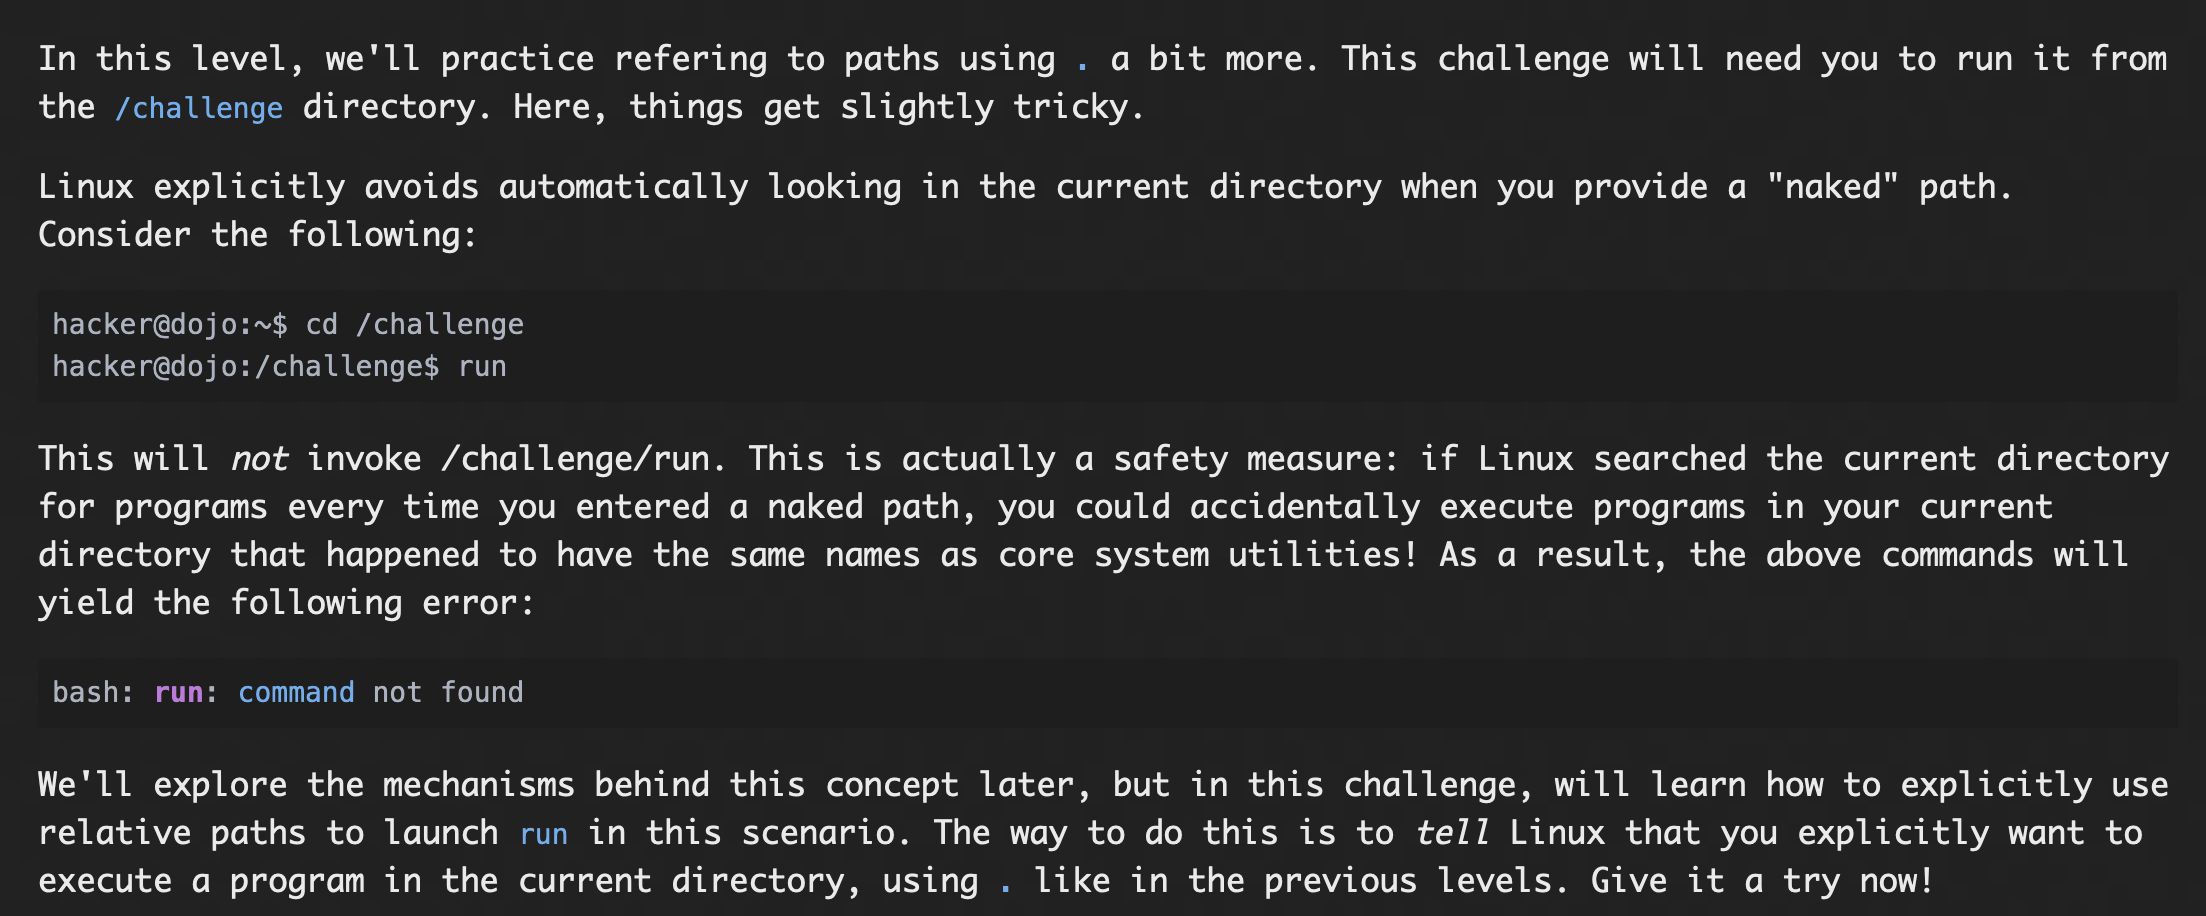 In this level, we'll practice refering to paths using . a bit more. This challenge will need you to run it from
the /challenge directory. Here, things get slightly tricky.
Linux explicitly avoids automatically looking in the current directory when you provide a "naked" path.
Consider the following:
hacker@dojo:~$ cd /challenge
hacker@dojo:/challenge$ run
This will not invoke /challenge/run. This is actually a safety measure: if Linux searched the current directory
for programs every time you entered a naked path, you could accidentally execute programs in your current
directory that happened to have the same names as core system utilities! As a result, the above commands will
yield the following error:
bash: run: command not found
We'll explore the mechanisms behind this concept later, but in this challenge, will learn how to explicitly use
relative paths to launch run in this scenario. The way to do this is to tell Linux that you explicitly want to
execute a program in the current directory, using . like in the previous levels. Give it a try now!